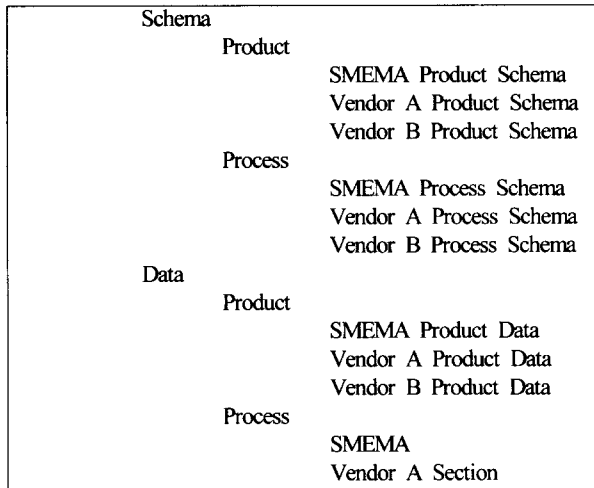 Schema
Product
SMEMA Product Schema
Vendor A Product Schema
Vendor B Product Schema
Process
SMEMA Process Schema
Vendor A Process Schema
Vendor B Process Schema
Data
Product
SMEMA Product Data
Vendor A Product Data
Vendor B Product Data
Process
SMEMA
Vendor A Section